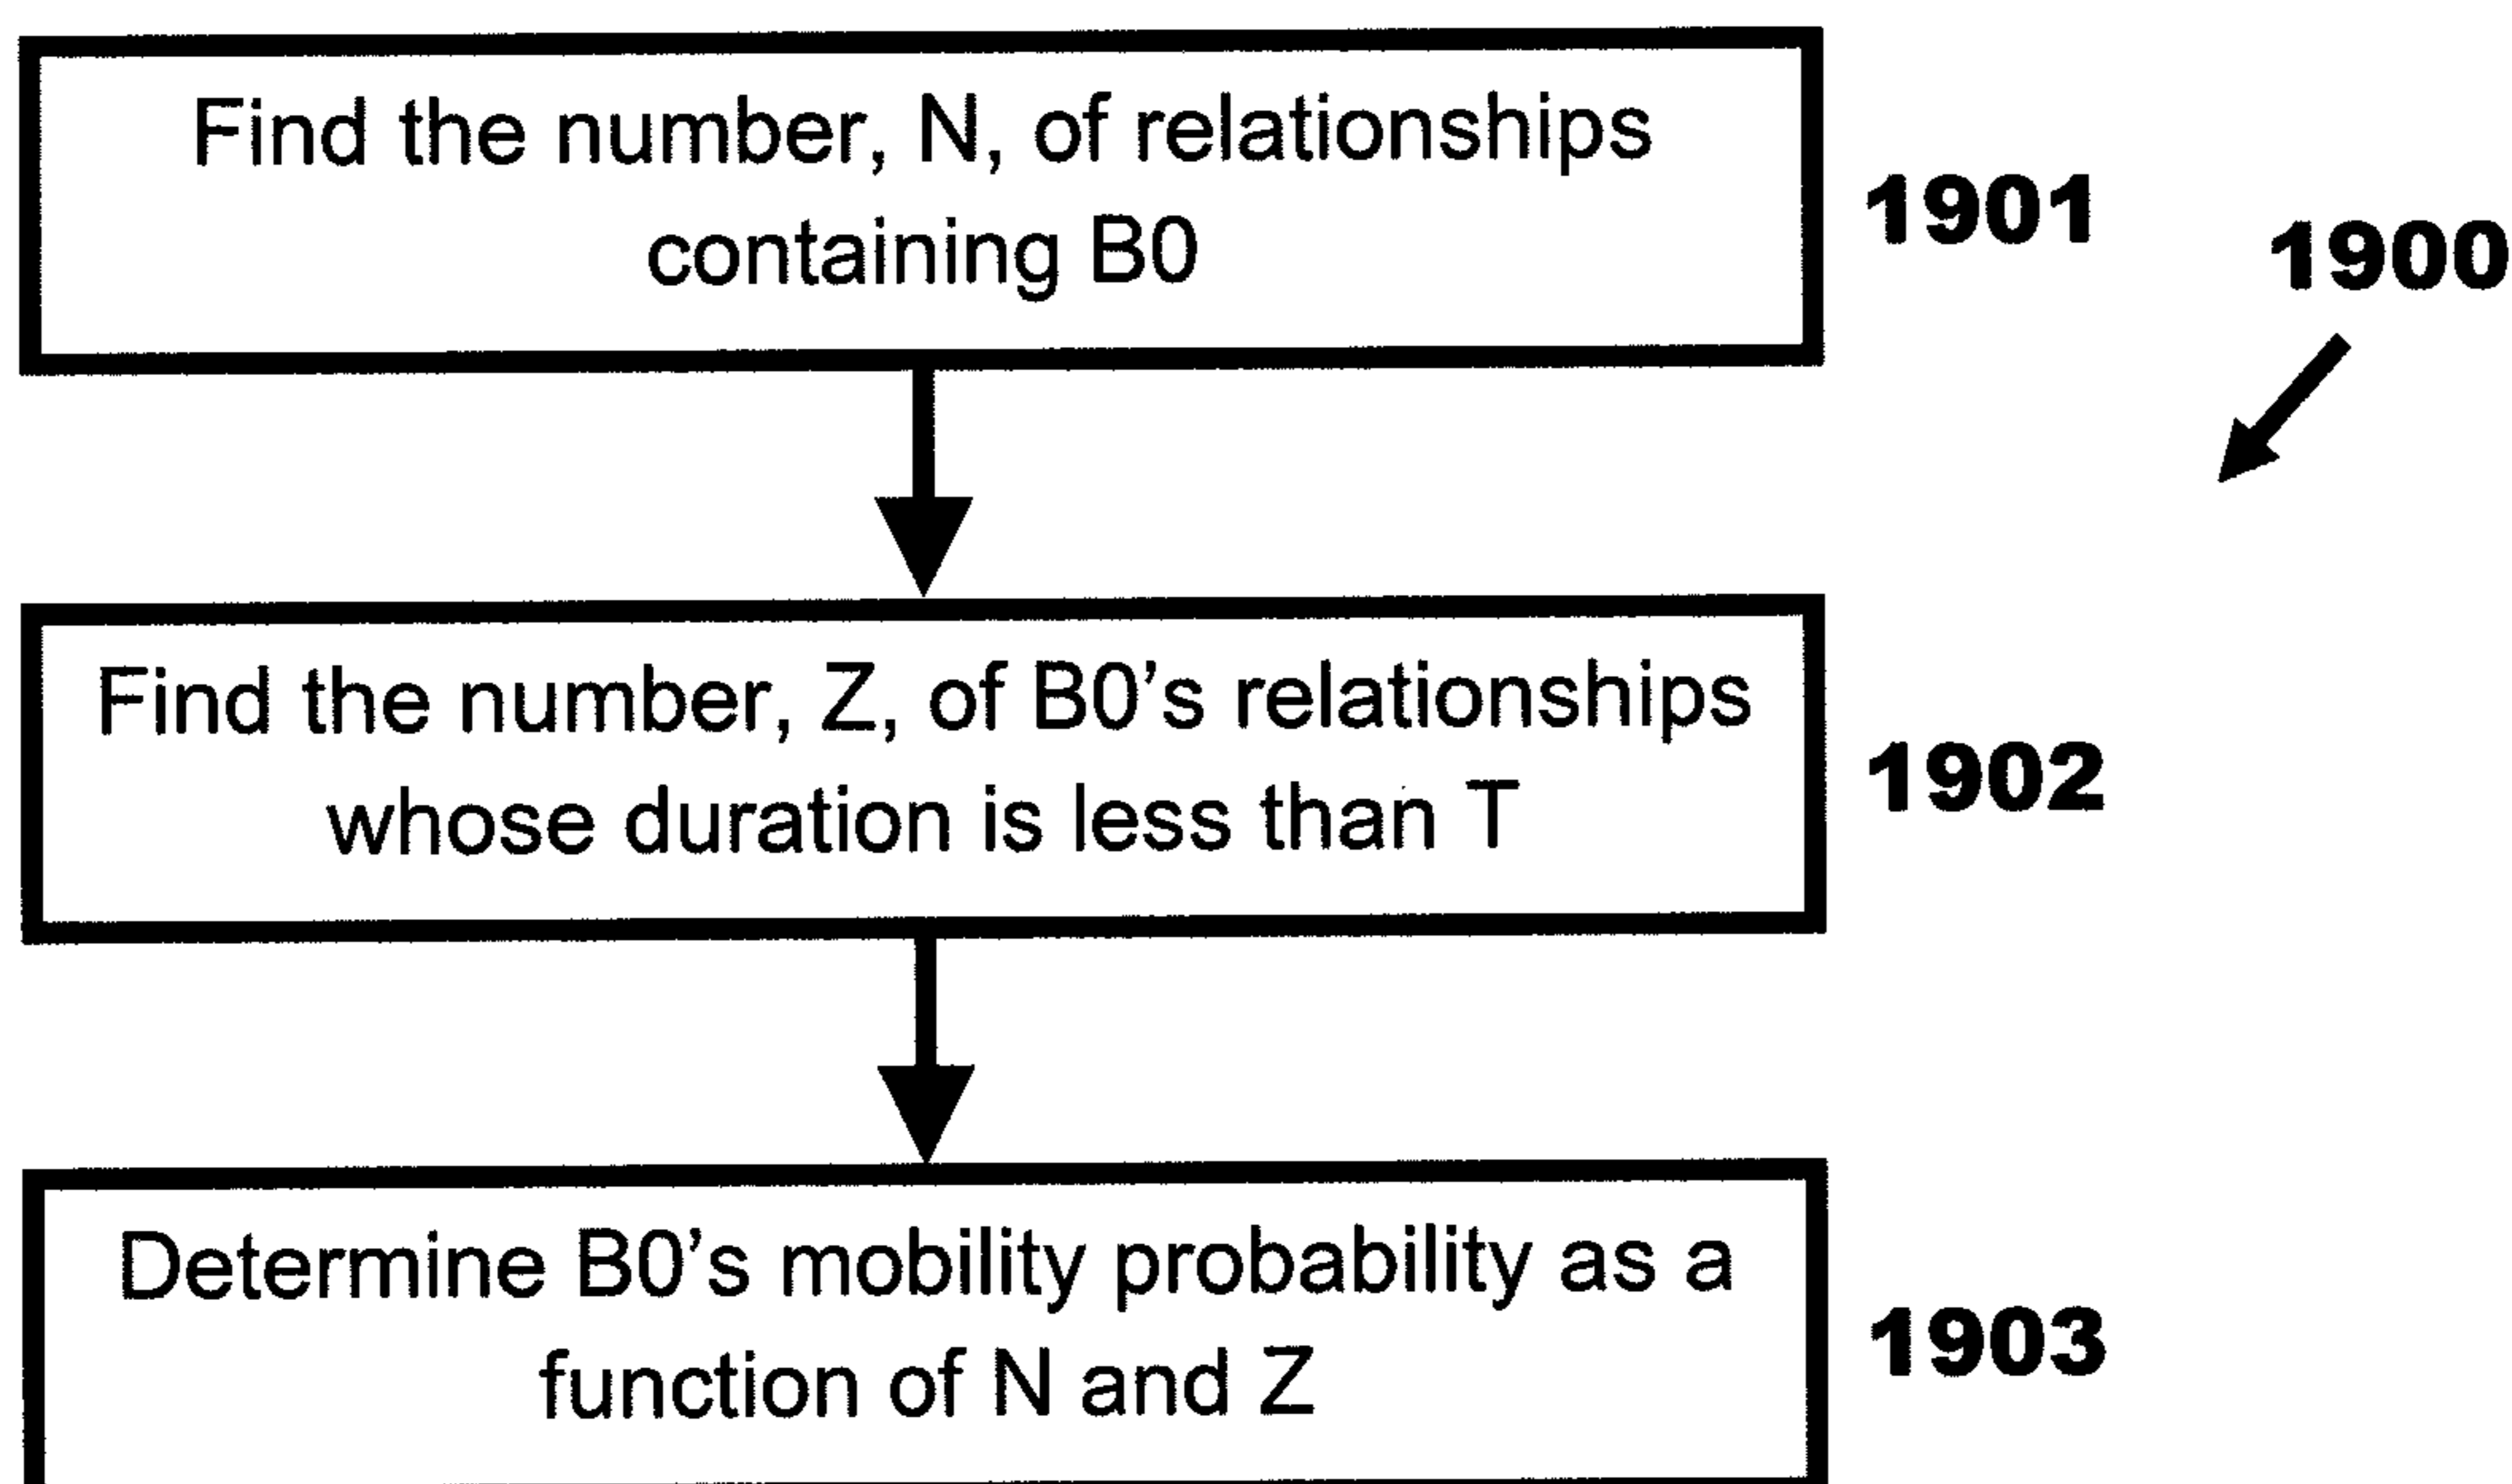 Find the number, N, of relationships
containing B0
1901
1900
Find the number, Z, of B0's relationships
whose duration is less than T
1902
Determine B0's mobility probability as a
function of N and Z
1903